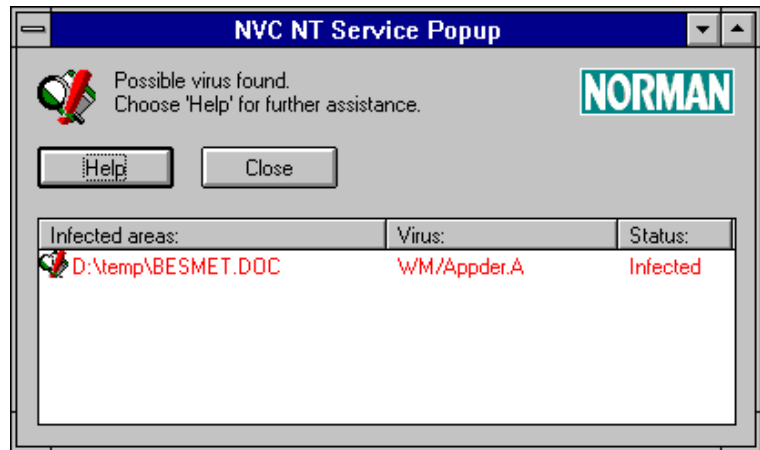 NVC NT Service Popup
Possible virus found.
Choose 'Help' for further assistance.
NORMAN
Help Close
Infected areas: Virus: Status:
D:\temp\BESMET.DOC WM/Appder.A Infected